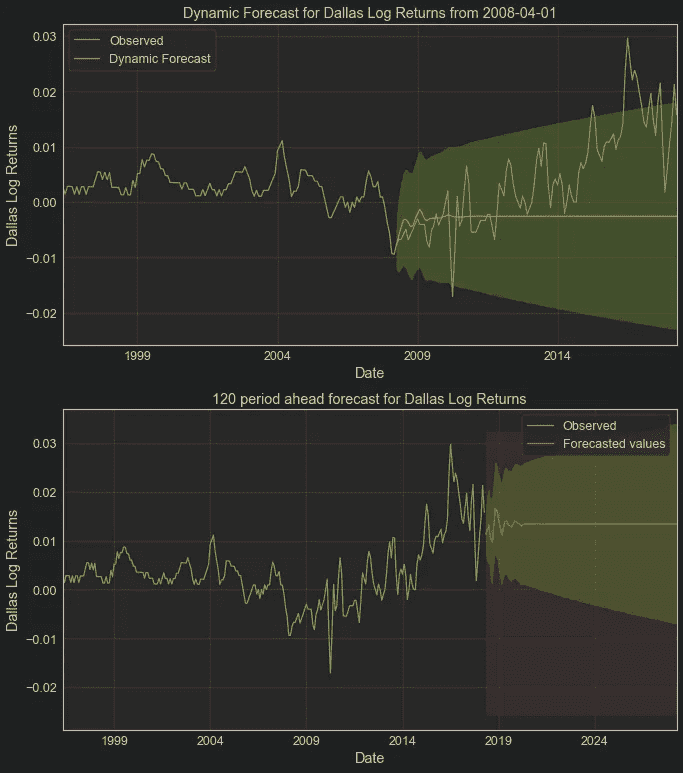 Dynamic Forecast for Dallas Log Returns from 2008-04-01
Observed
Dynamic Forecast
Dallas Log Returns
0.03
0.02
0.01
0.00
−0.01
−0.02
1999
2004
2009
2014
Date
120 period ahead forecast for Dallas Log Returns
Observed
Forecasted values
Dallas Log Returns
0.03
0.02
0.01
0.00
−0.01
−0.02
1999
2004
2009
2014
2019
2024
Date